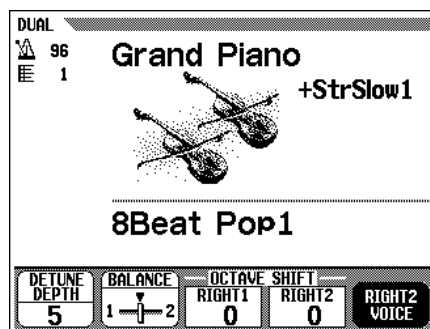 DUAL
96
1
Grand Piano
+StrSlow1
8Beat Pop1
DETUNE DEPTH 5
BALANCE 1 2
OCTAVE SHIFT
RIGHT1 0
RIGHT2 0
RIGHT2 VOICE